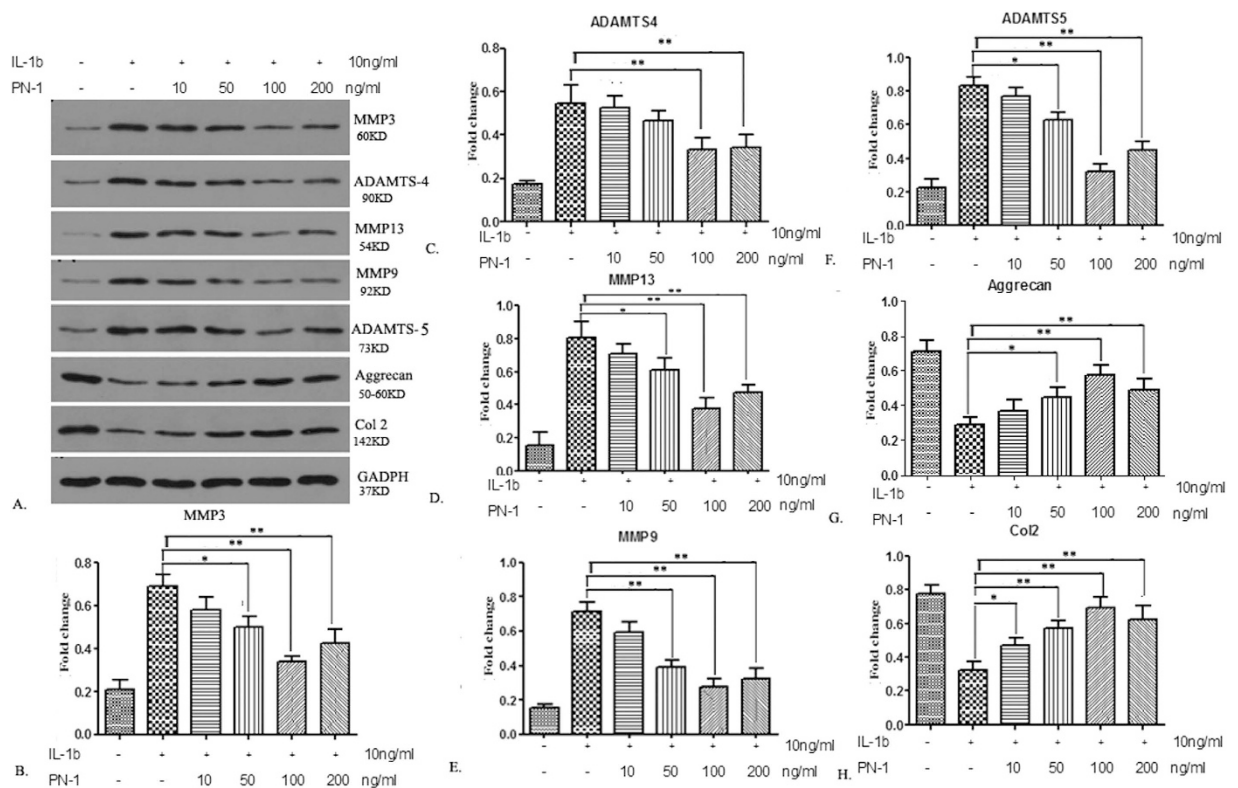 IL-1b - + + + + + 10ng/ml
PN-1 - - 10 50 100 200 ng/ml
MMP3
60KD
ADAMTS-4
90KD
MMP13
54KD
MMP9
92KD
ADAMTS-5
73KD
Aggrecan
50-60KD
Col 2
142KD
GADPH
37KD
A.
MMP3
* ** **
Fold change
0.8
0.6
0.4
0.2
0.0
IL-1b - + + + + + 10ng/ml
PN-1 - - 10 50 100 200 ng/ml
B.
ADAMTS4
** **
Fold change
0.8
0.6
0.4
0.2
0.0
IL-1b - + + + + + 10ng/ml
PN-1 - - 10 50 100 200 ng/ml
C.
MMP13
* ** **
Fold change
1.0
0.8
0.6
0.4
0.2
0.0
IL-1b - + + + + + 10ng/ml
PN-1 - - 10 50 100 200 ng/ml
D.
MMP9
** ** **
Fold change
1.0
0.8
0.6
0.4
0.2
0.0
IL-1b - + + + + + 10ng/ml
PN-1 - - 10 50 100 200 ng/ml
E.
ADAMTS5
* ** **
Fold change
1.0
0.8
0.6
0.4
0.2
0.0
IL-1b - + + + + + 10ng/ml
PN-1 - - 10 50 100 200 ng/ml
F.
Aggrecan
* ** **
Fold change
1.0
0.8
0.6
0.4
0.2
0.0
IL-1b - + + + + + 10ng/ml
PN-1 - - 10 50 100 200 ng/ml
G.
Col2
* ** ** **
Fold change
1.0
0.8
0.6
0.4
0.2
0.0
IL-1b - + + + + + 10ng/ml
PN-1 - - 10 50 100 200 ng/ml
H.